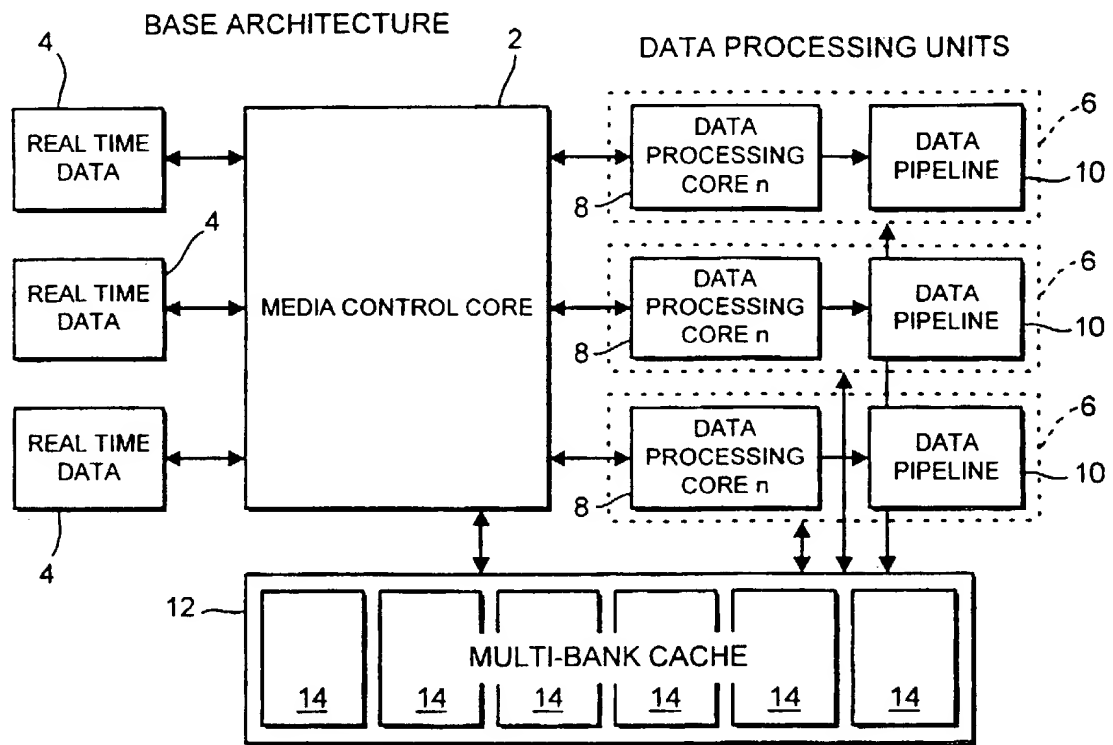 BASE ARCHITECTURE
DATA PROCESSING UNITS
4
2
REAL TIME
DATA
DATA
PROCESSING
CORE n
8
DATA
PIPELINE
6
10
4
REAL TIME
DATA
MEDIA CONTROL CORE
DATA
PROCESSING
CORE n
8
DATA
PIPELINE
6
10
REAL TIME
DATA
4
DATA
PROCESSING
CORE n
8
DATA
PIPELINE
6
10
12
MULTI-BANK CACHE
14 14 14 14 14 14